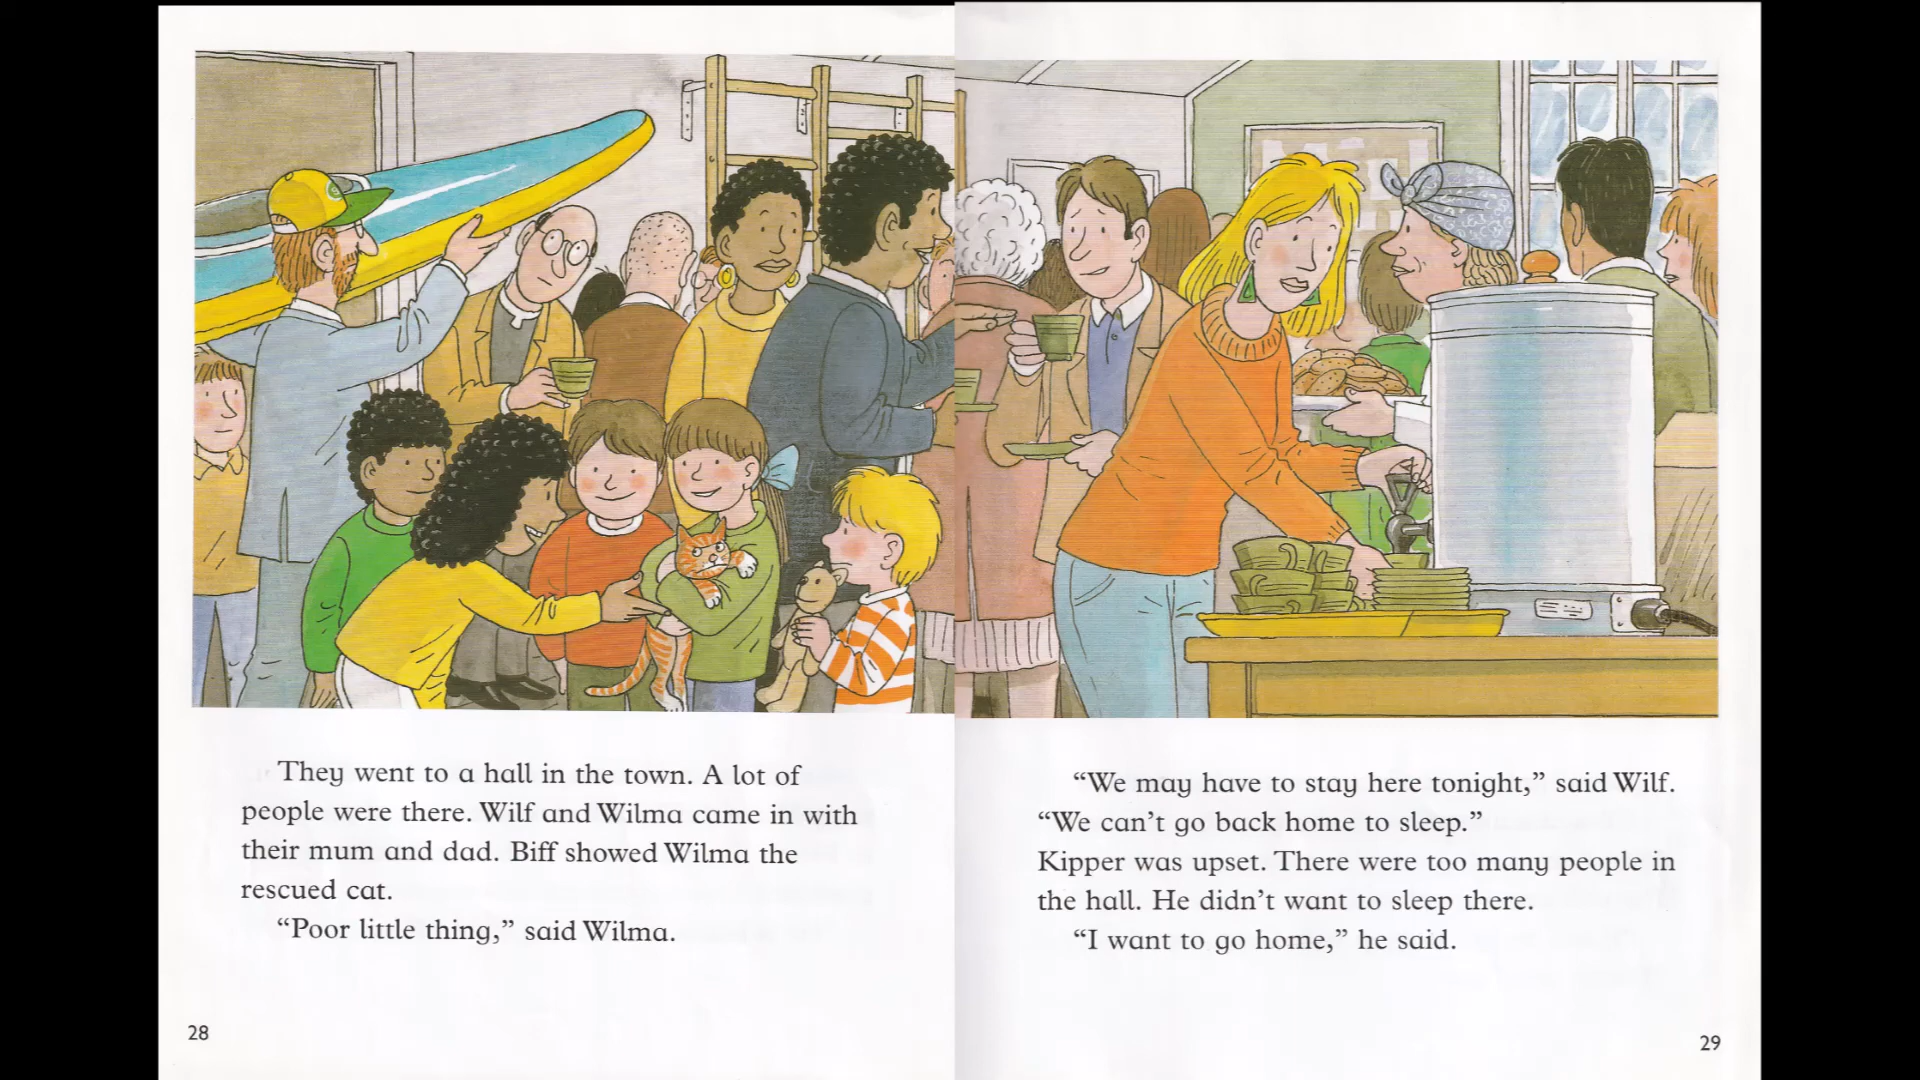 They went to a hall in the town. A lot of
people were there. Wilf and Wilma came in with
their mum and dad. Biff showed Wilma the
rescued cat.
“Poor little thing,” said Wilma.
28
“We may have to stay here tonight,” said Wilf.
“We can’t go back home to sleep.”
Kipper was upset. There were too many people in
the hall. He didn’t want to sleep there.
“I want to go home,” he said.
29